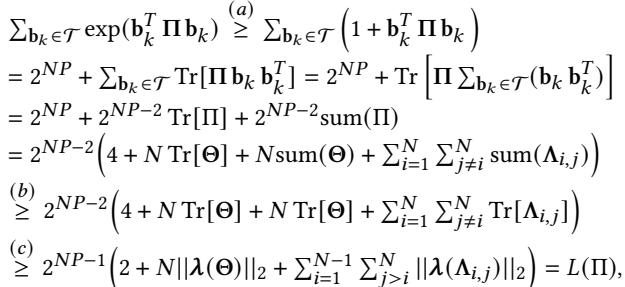 ∑_{𝐛_k∈𝒯} exp(𝐛_k^T 𝚷 𝐛_k) ≥^{(a)} ∑_{𝐛_k∈𝒯} (1 + 𝐛_k^T 𝚷 𝐛_k)
= 2^{NP} + ∑_{𝐛_k∈𝒯} Tr[𝚷 𝐛_k 𝐛_k^T] = 2^{NP} + Tr [𝚷 ∑_{𝐛_k∈𝒯}(𝐛_k 𝐛_k^T)]
= 2^{NP} + 2^{NP−2} Tr[Π] + 2^{NP−2}sum(Π)
= 2^{NP−2}(4 + N Tr[𝚯] + Nsum(𝚯) + ∑_{i=1}^{N} ∑_{j≠i}^{N} sum(𝚲_{i,j}))
≥^{(b)} 2^{NP−2}(4 + N Tr[𝚯] + N Tr[𝚯] + ∑_{i=1}^{N} ∑_{j≠i}^{N} Tr[𝚲_{i,j}])
≥^{(c)} 2^{NP−1}(2 + N||𝝀(𝚯)||_2 + ∑_{i=1}^{N−1} ∑_{j>i}^{N} ||𝝀(𝚲_{i,j})||_2) = L(Π),